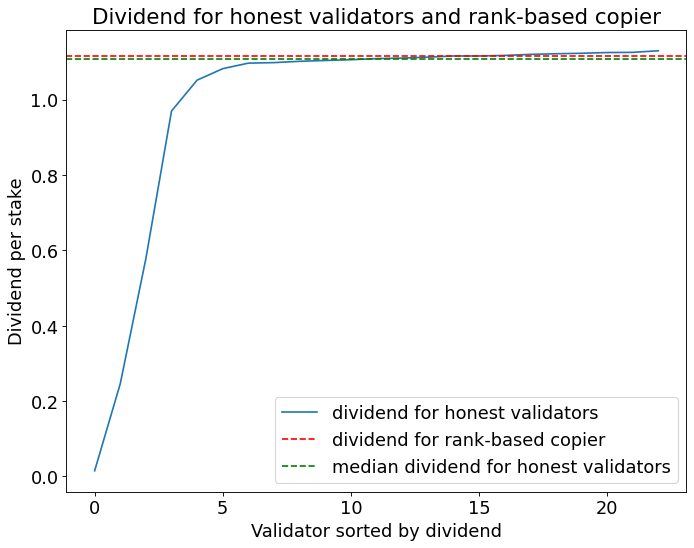 Dividend for honest validators and rank-based copier
Dividend per stake
1.0
0.8
0.6
0.4
0.2
0.0
dividend for honest validators
dividend for rank-based copier
median dividend for honest validators
0 5 10 15 20
Validator sorted by dividend